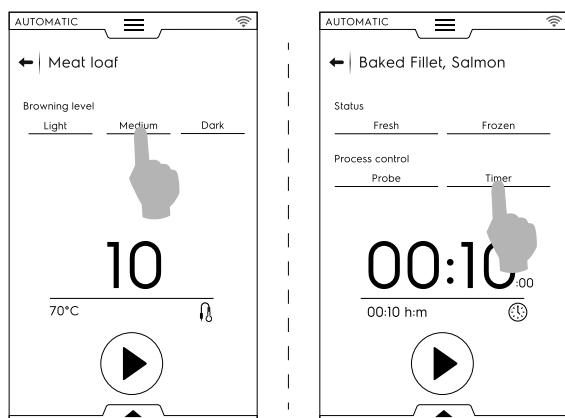 AUTOMATIC
Meat loaf
Browning level
Light Medium Dark
10
70°C
AUTOMATIC
Baked Fillet, Salmon
Status
Fresh Frozen
Process control
Probe Timer
00:10:00
00:10 h:m